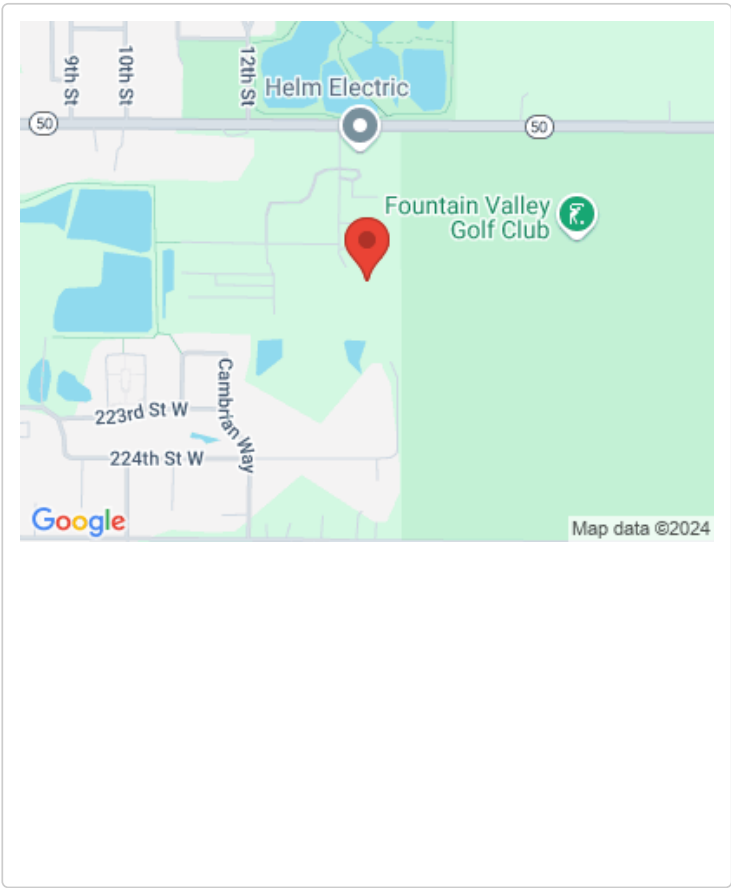 9th St
10th St
12th St
Helm Electric
50
50
Fountain Valley
Golf Club
223rd St W
Cambrian Way
224th St W
Google
Map data ©2024